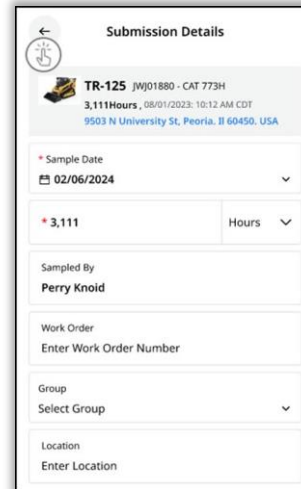 Submission Details
TR-125 JWJ01880 - CAT 773H
3,111Hours , 08/01/2023: 10:12 AM CDT
9503 N University St, Peoria. Il 60450. USA
* Sample Date
02/06/2024
* 3,111 Hours
Sampled By
Perry Knoid
Work Order
Enter Work Order Number
Group
Select Group
Location
Enter Location